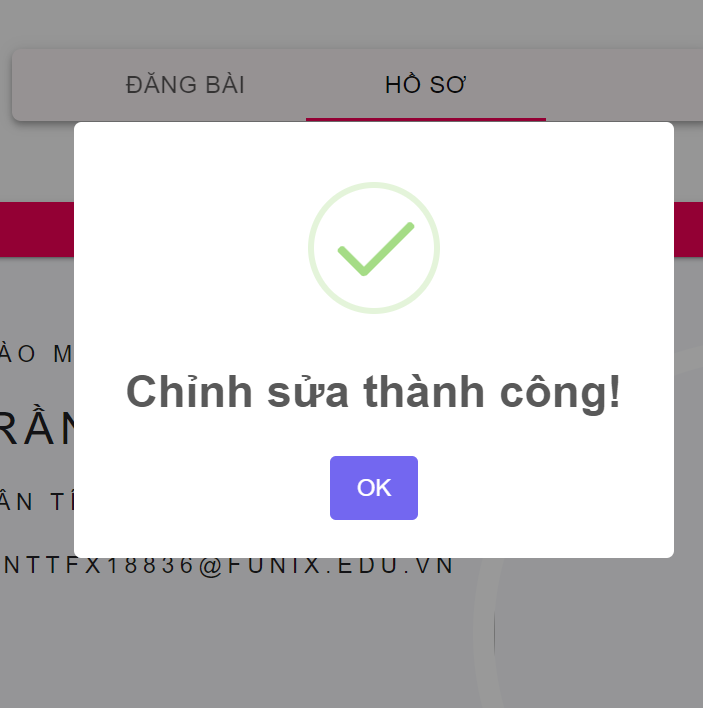 ĐĂNG BÀI HỒ SƠ
Chỉnh sửa thành công!
OK
NTTFX18836@FUNIX.EDU.VN